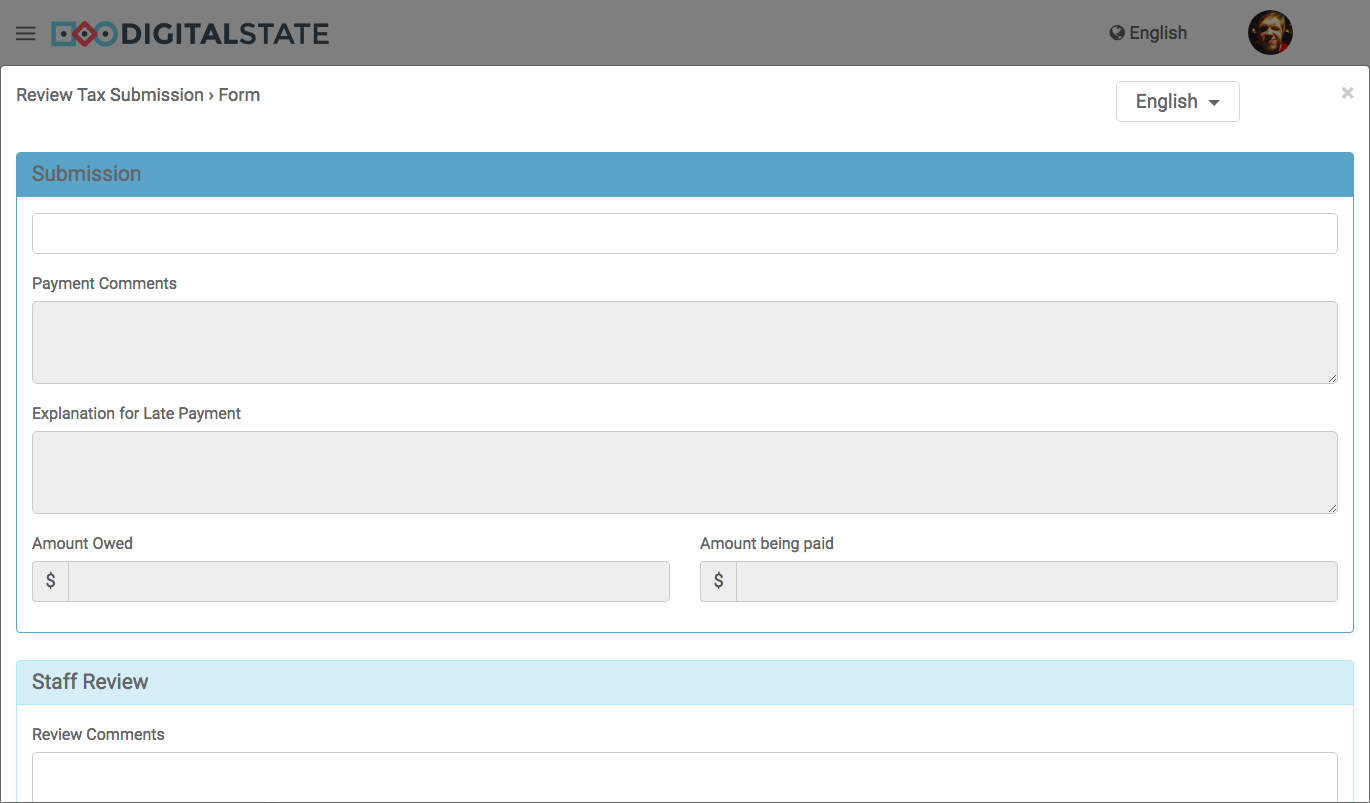 DIGITALSTATE
English
Review Tax Submission › Form
English
×
Submission
Payment Comments
Explanation for Late Payment
Amount Owed
Amount being paid
$
$
Staff Review
Review Comments